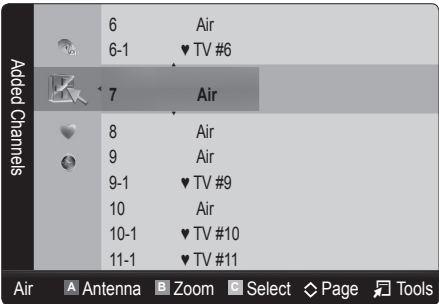 Added Channels
6 Air
6-1 ♥ TV #6
7 Air
8 Air
9 Air
9-1 ♥ TV #9
10 Air
10-1 ♥ TV #10
11-1 ♥ TV #11
Air A Antenna B Zoom C Select Page Tools